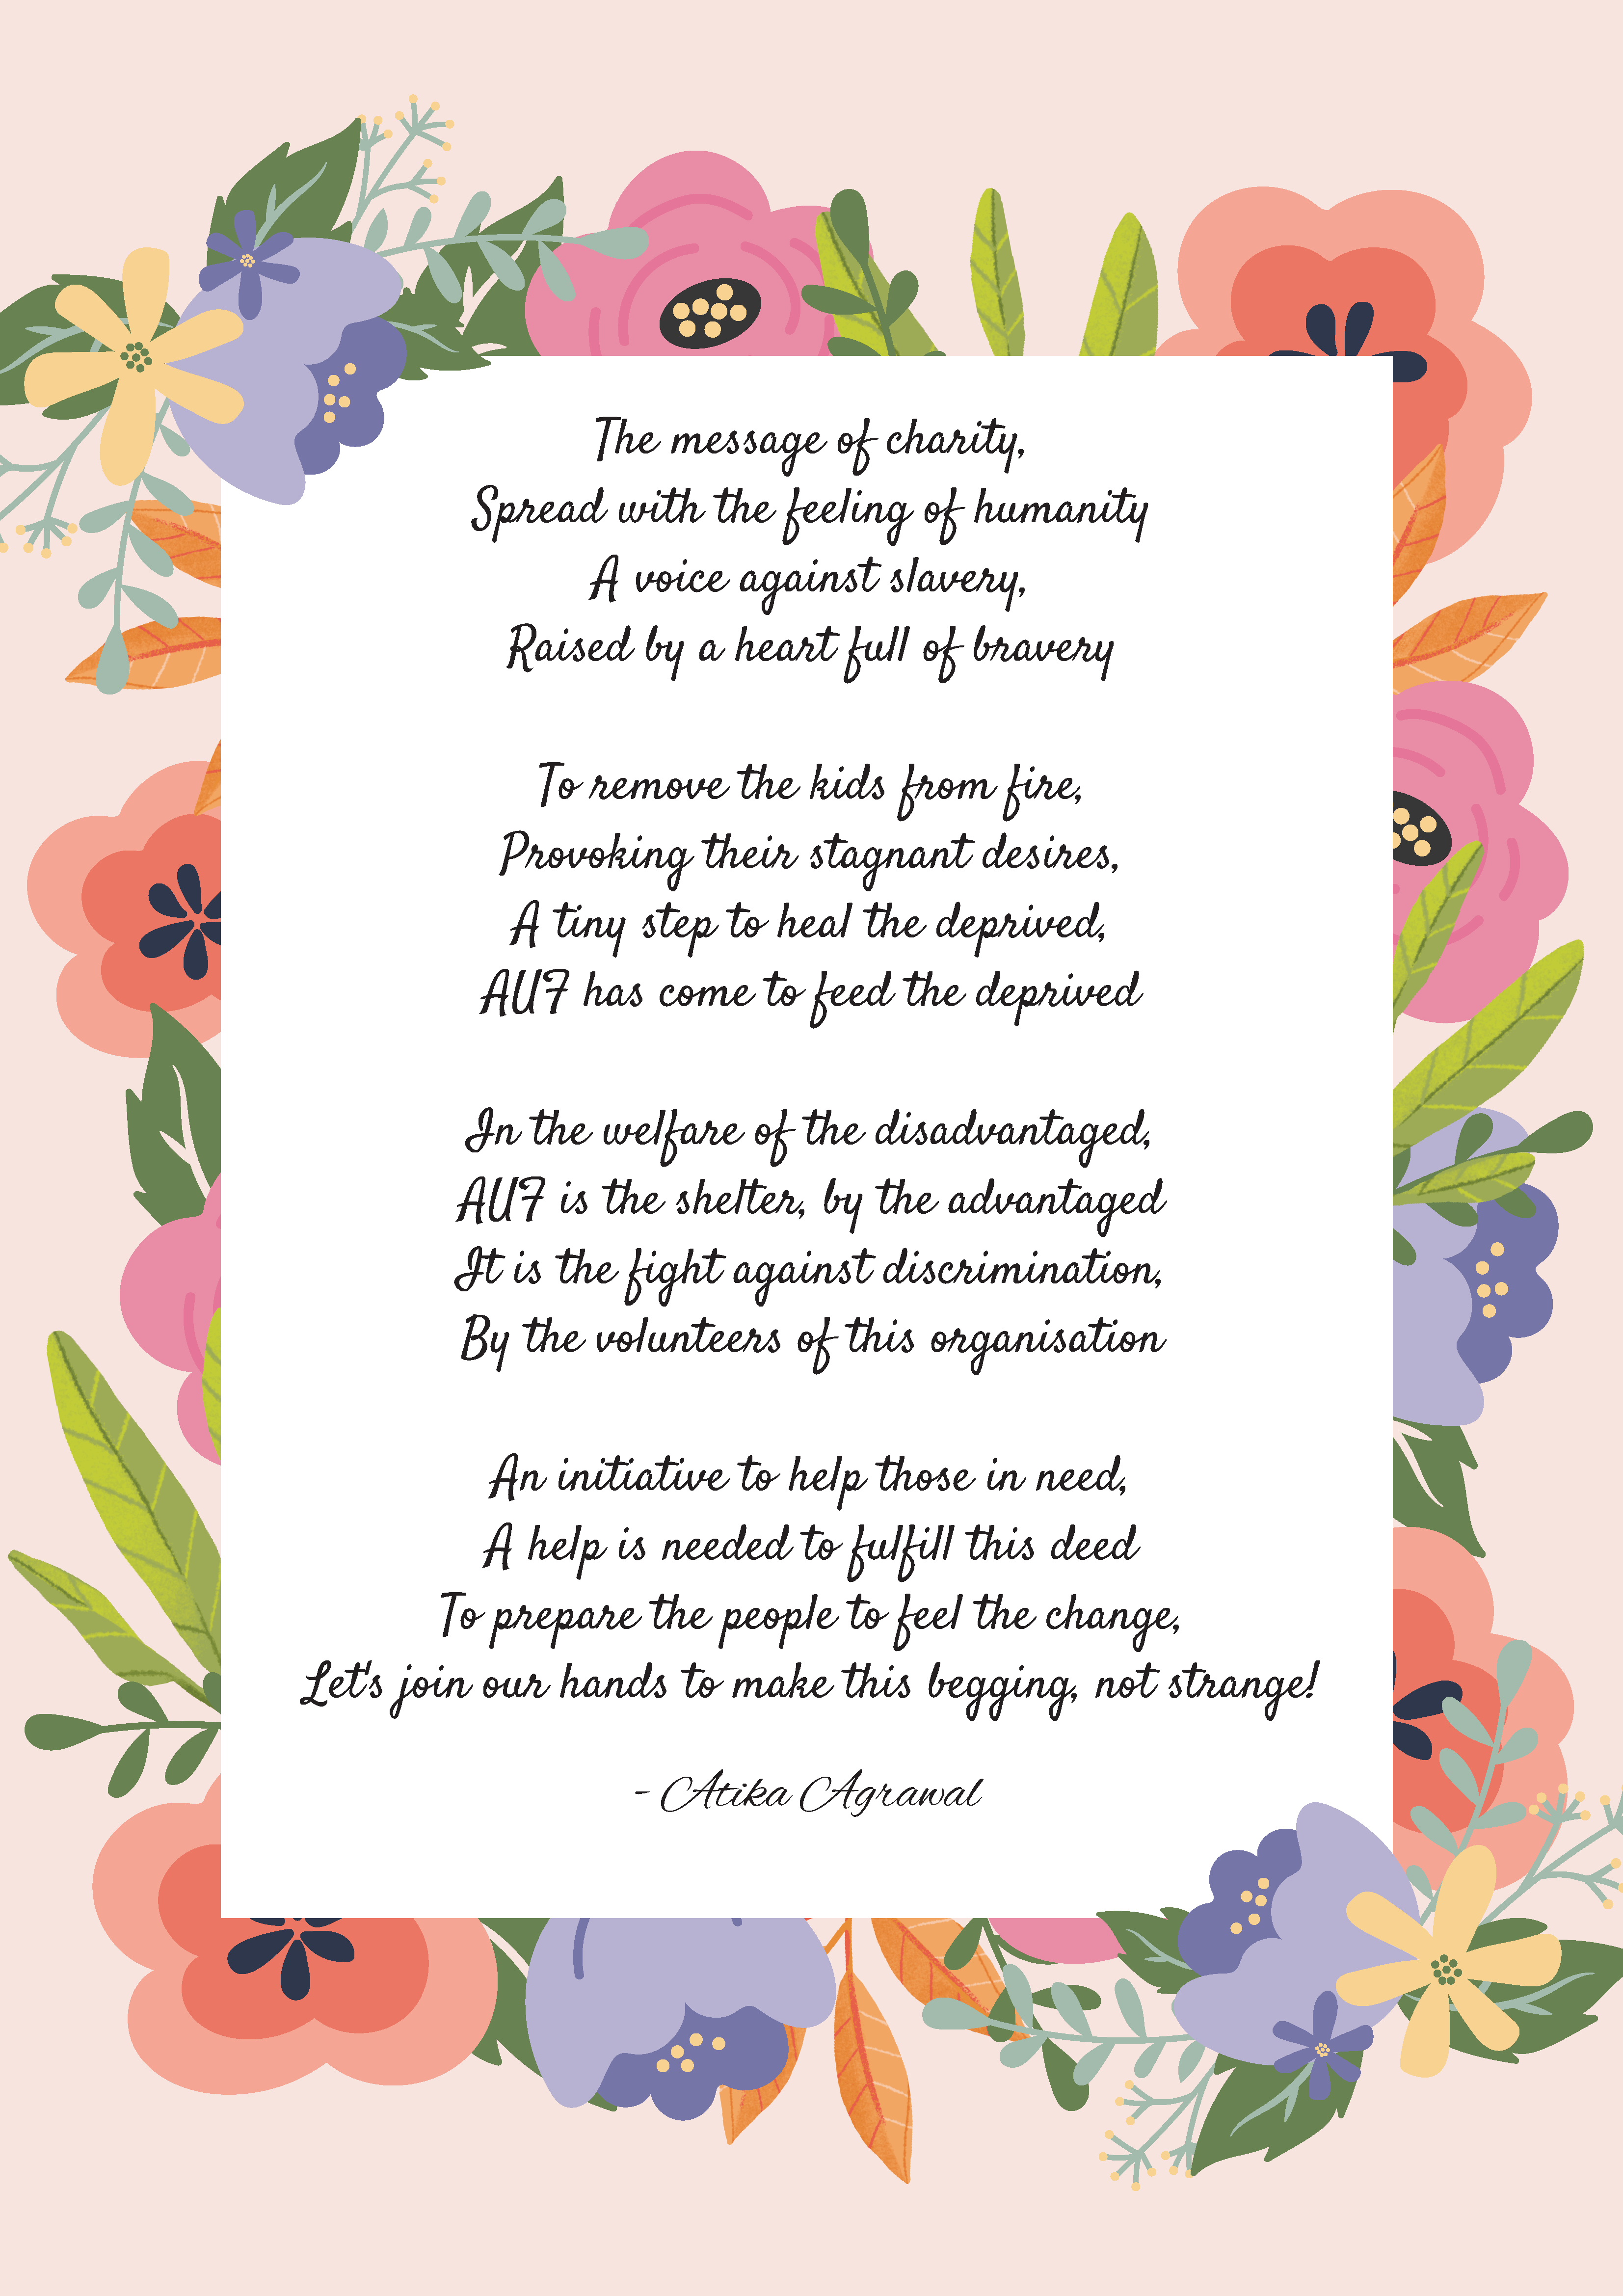 The message of charity,
Spread with the feeling of humanity
A voice against slavery,
Raised by a heart full of bravery
To remove the kids from fire,
Provoking their stagnant desires,
A tiny step to heal the deprived,
AUF has come to feed the deprived
In the welfare of the disadvantaged,
AUF is the shelter, by the advantaged
It is the fight against discrimination,
By the volunteers of this organisation
An initiative to help those in need,
A help is needed to fulfill this deed
To prepare the people to feel the change,
Let's join our hands to make this begging, not strange!
- Atika Agrawal